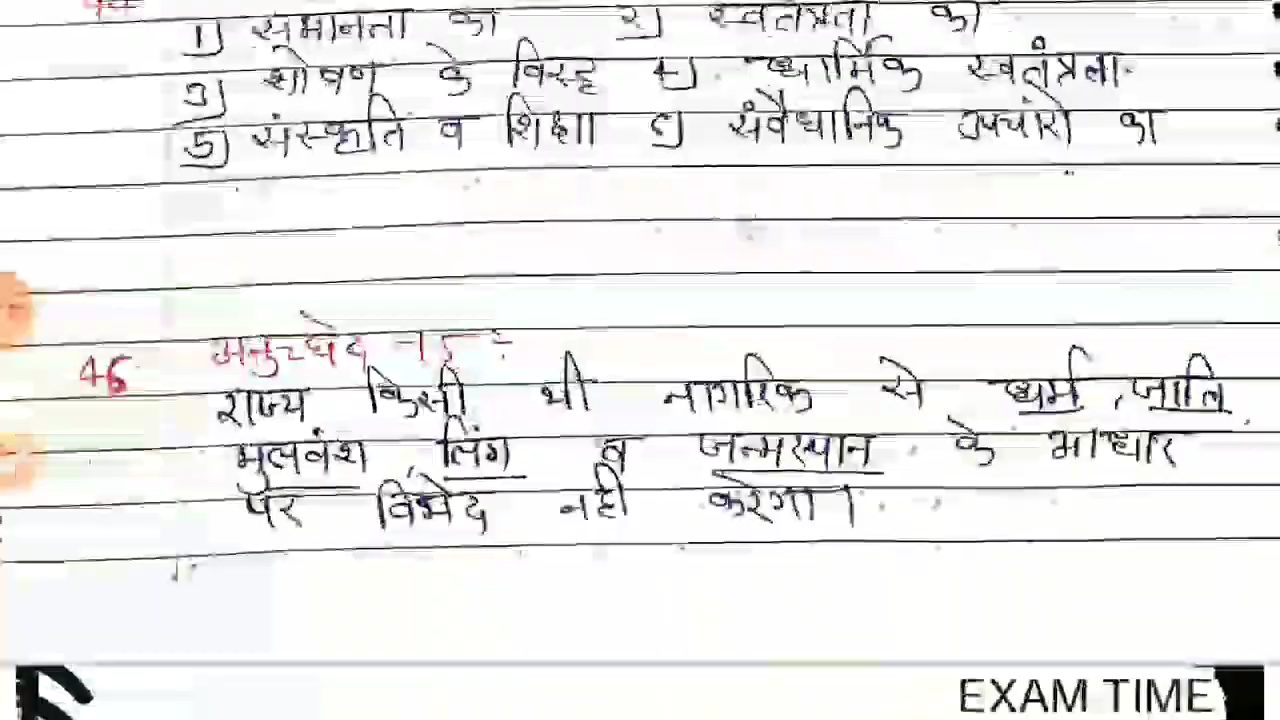 1) समानता का 2) स्वतंत्रता का
3) शोषण के विरुद्ध 4) धार्मिक स्वतंत्रता
5) संस्कृति व शिक्षा 6) संवैधानिक उपचारो का
46 अनुच्छेद 15 :
राज्य किसी भी नागरिक से धर्म, जाति
मुलवंश, लिंग व जन्मस्थान के आधार
पर विभेद नही करेगा।
EXAM TIME